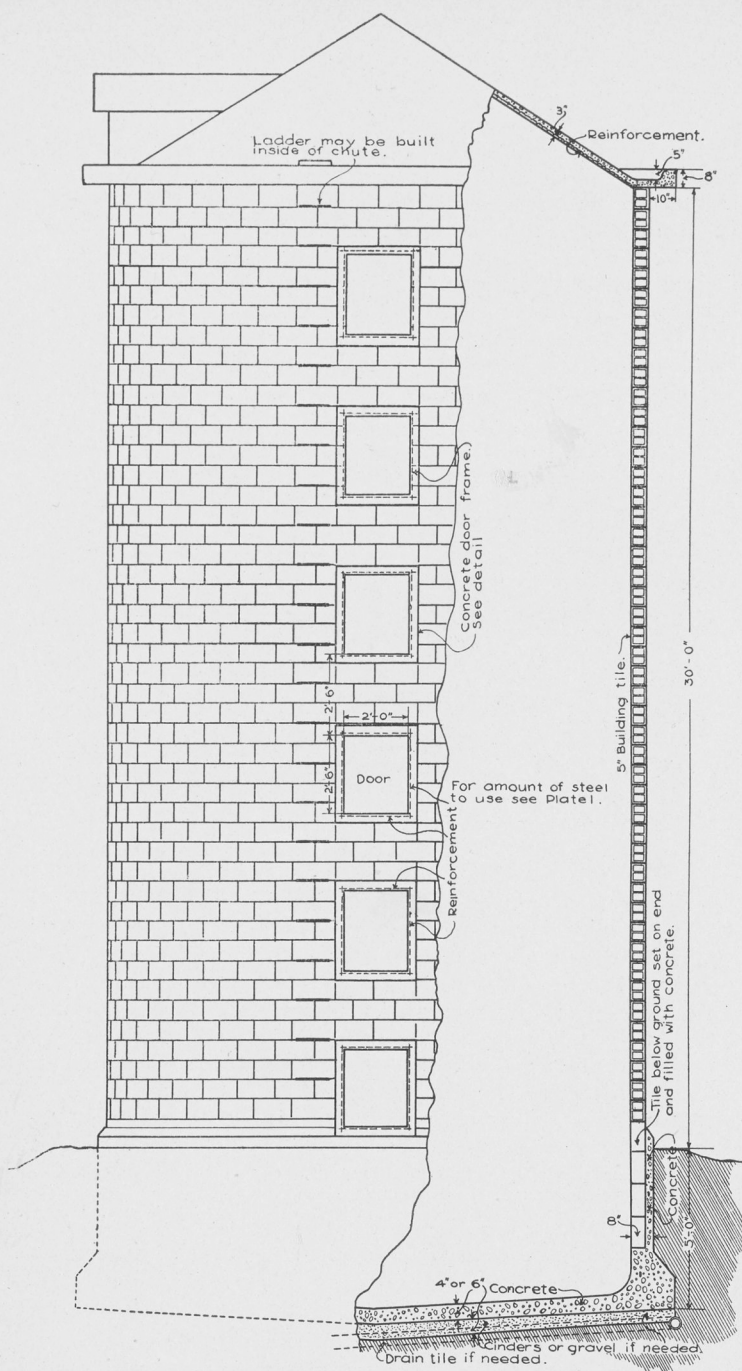 Ladder may be built
inside of chute.
3"
Reinforcement.
5"
8"
10"
Concrete door frame.
See detail
5" Building tile.
30'-0"
2'-6"
2'-0"
2'-6"
Door
For amount of steel
to use see Plate 1.
Reinforcement
Tile below ground set on end
and filled with concrete.
Concrete
8"
5'-0"
4" or 6"
Concrete
Cinders or gravel if needed.
Drain tile if needed.